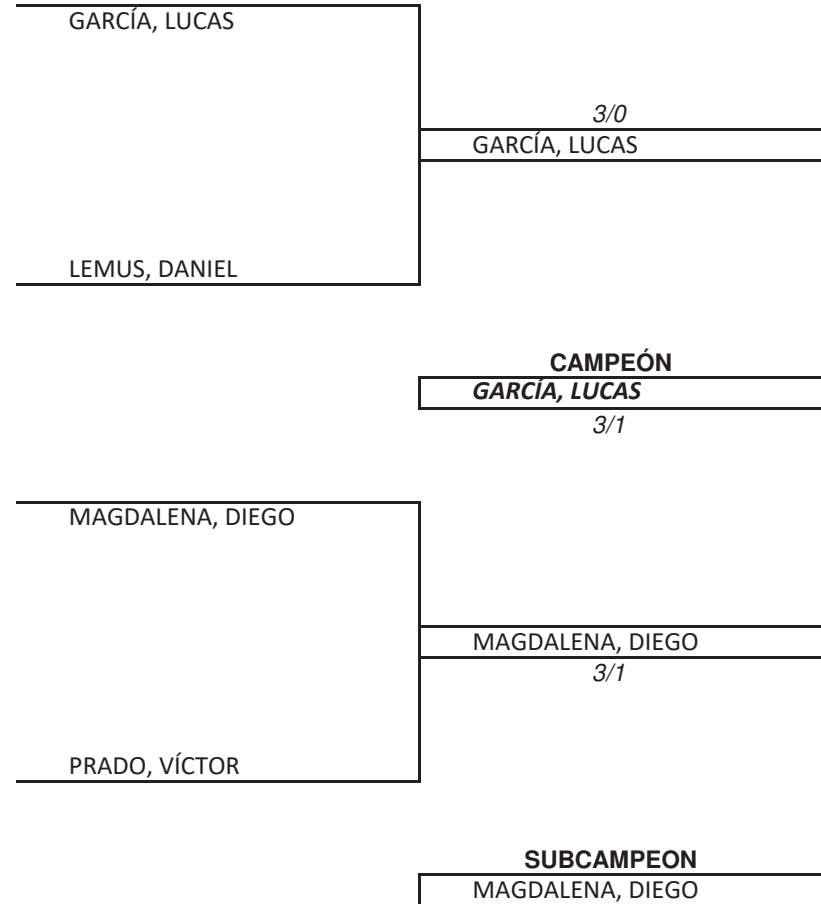 GARCÍA, LUCAS
3/0
GARCÍA, LUCAS
LEMUS, DANIEL
CAMPEÓN
GARCÍA, LUCAS
3/1
MAGDALENA, DIEGO
MAGDALENA, DIEGO
3/1
PRADO, VÍCTOR
SUBCAMPEON
MAGDALENA, DIEGO